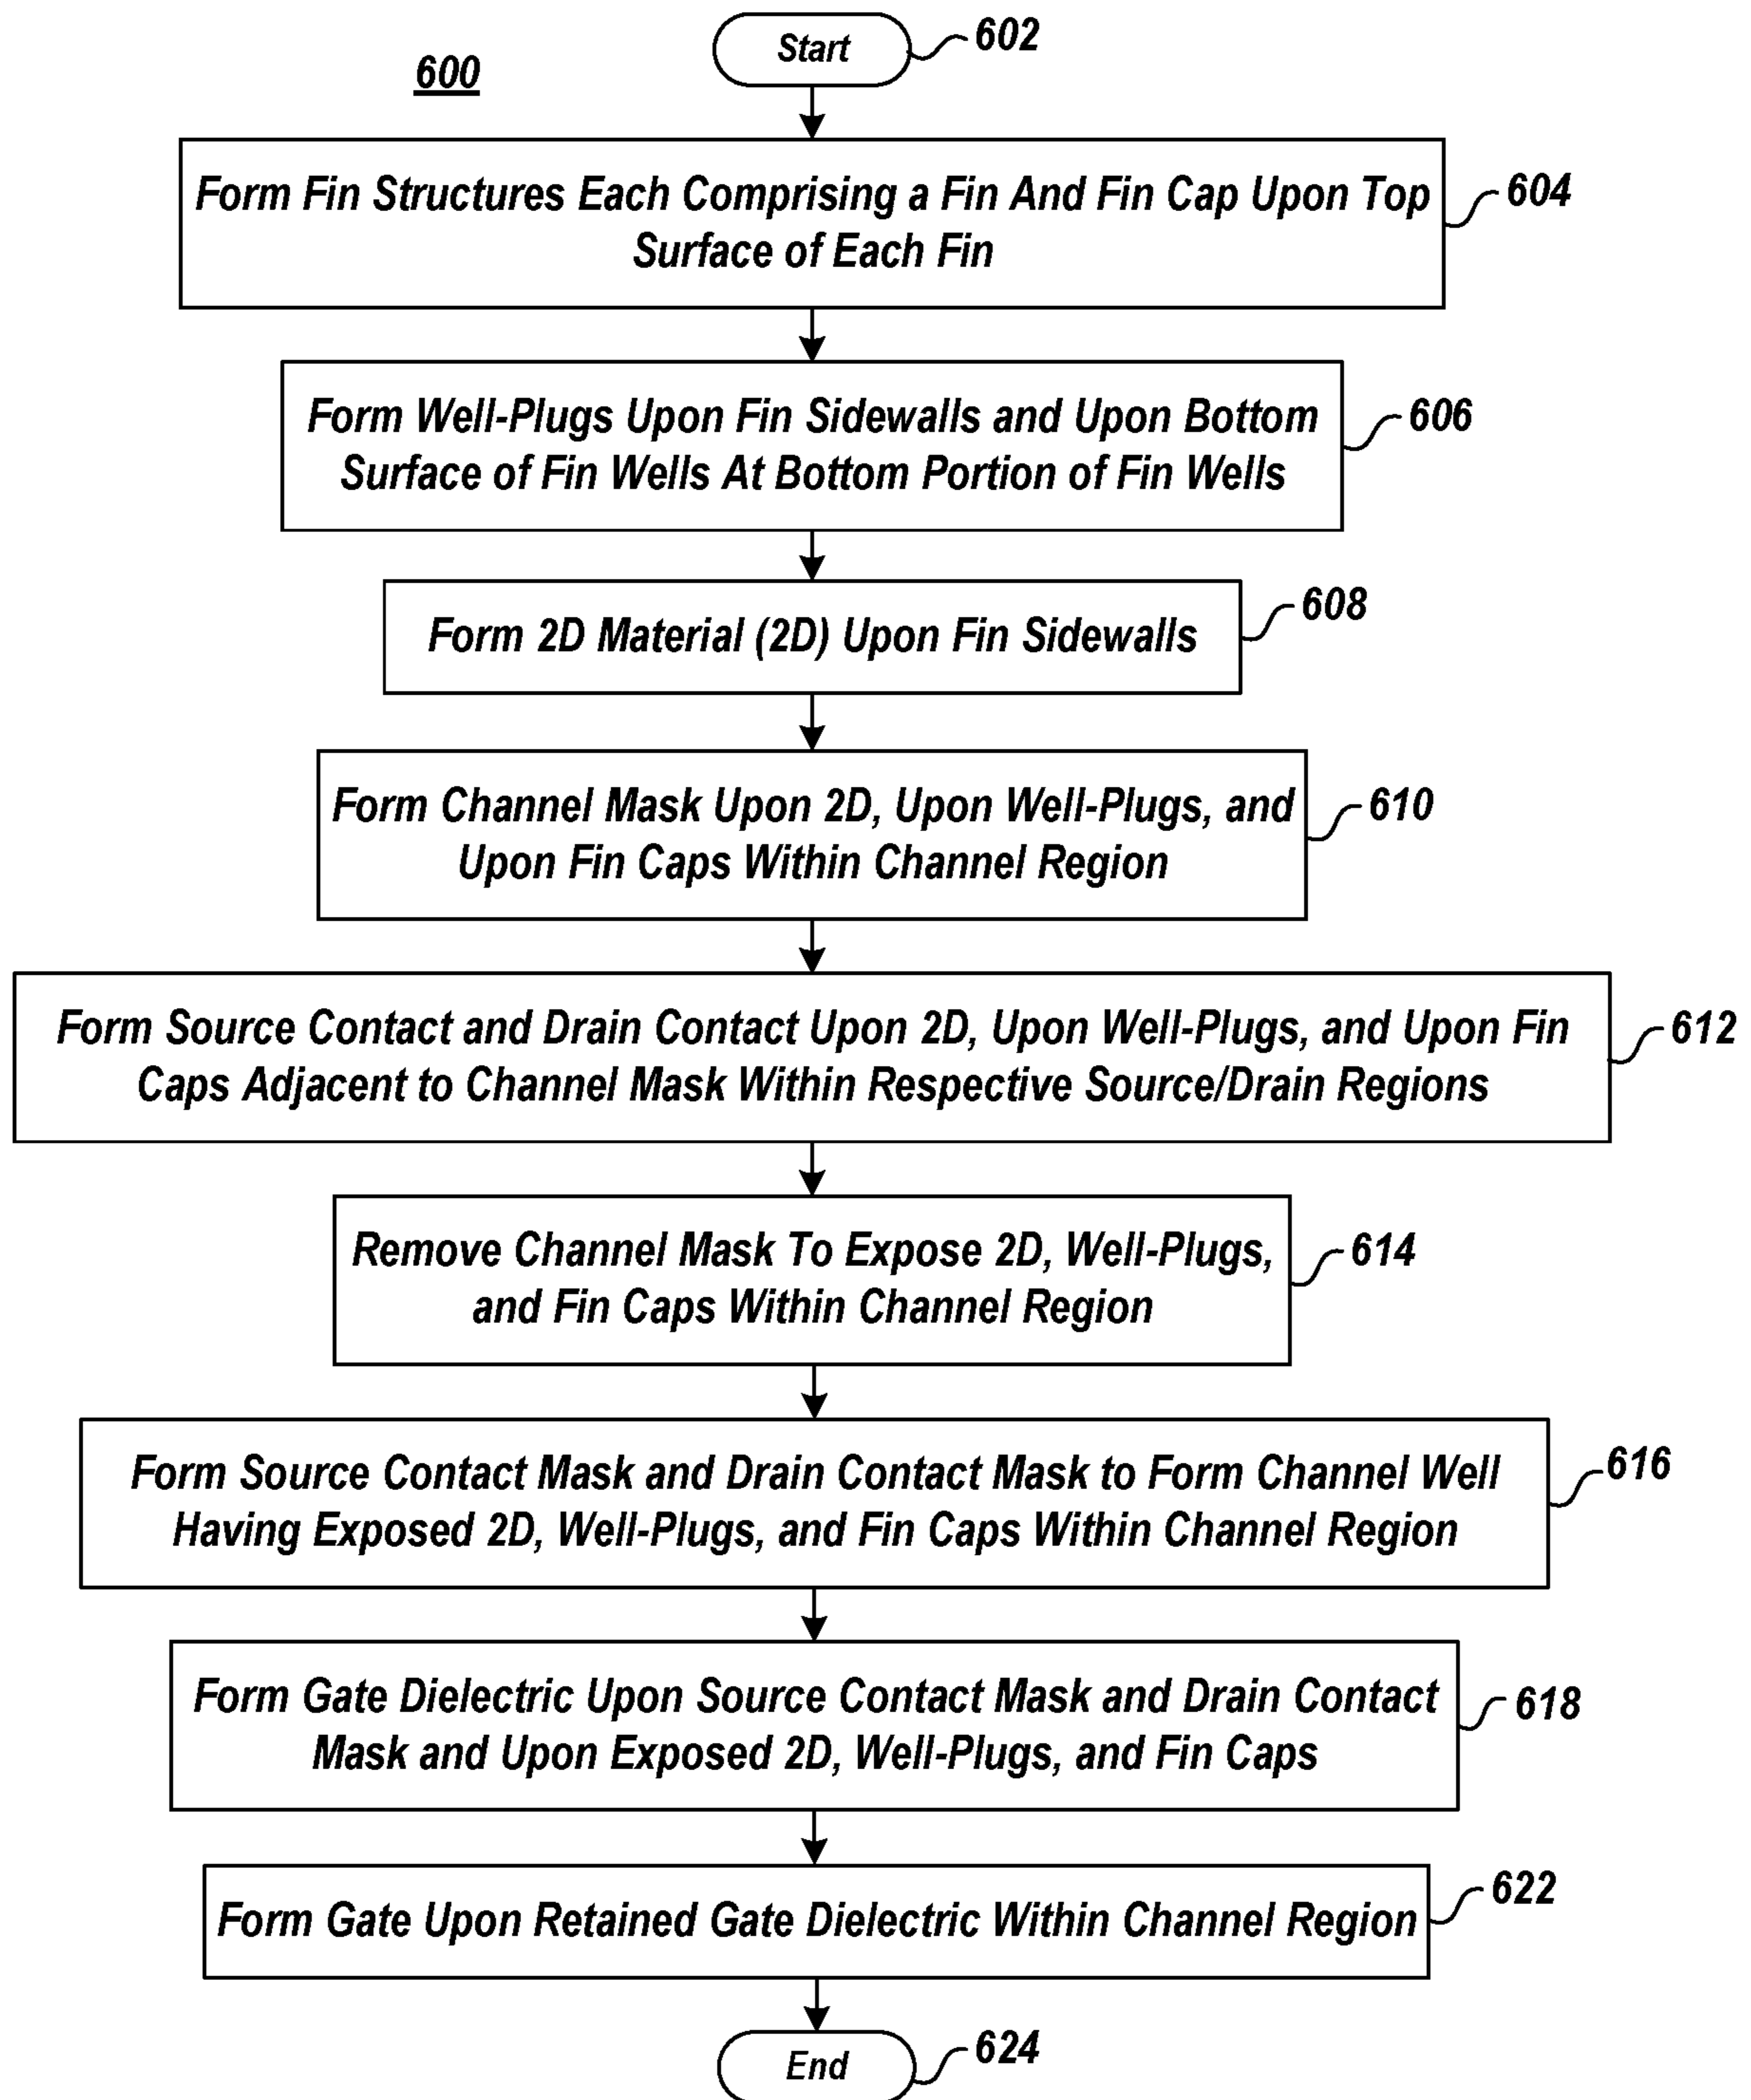 600
Start
602
Form Fin Structures Each Comprising a Fin And Fin Cap Upon Top
Surface of Each Fin
604
Form Well-Plugs Upon Fin Sidewalls and Upon Bottom
Surface of Fin Wells At Bottom Portion of Fin Wells
606
Form 2D Material (2D) Upon Fin Sidewalls
608
Form Channel Mask Upon 2D, Upon Well-Plugs, and
Upon Fin Caps Within Channel Region
610
Form Source Contact and Drain Contact Upon 2D, Upon Well-Plugs, and Upon Fin
Caps Adjacent to Channel Mask Within Respective Source/Drain Regions
612
Remove Channel Mask To Expose 2D, Well-Plugs,
and Fin Caps Within Channel Region
614
Form Source Contact Mask and Drain Contact Mask to Form Channel Well
Having Exposed 2D, Well-Plugs, and Fin Caps Within Channel Region
616
Form Gate Dielectric Upon Source Contact Mask and Drain Contact
Mask and Upon Exposed 2D, Well-Plugs, and Fin Caps
618
Form Gate Upon Retained Gate Dielectric Within Channel Region
622
End
624